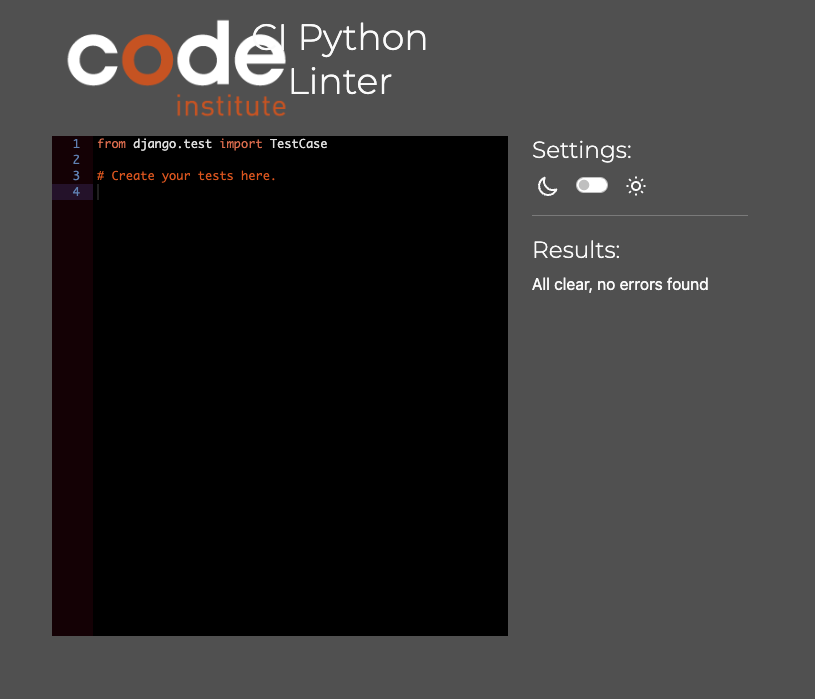 code
institute
CI Python
Linter
1 from django.test import TestCase
2
3 # Create your tests here.
4
Settings:
Results:
All clear, no errors found